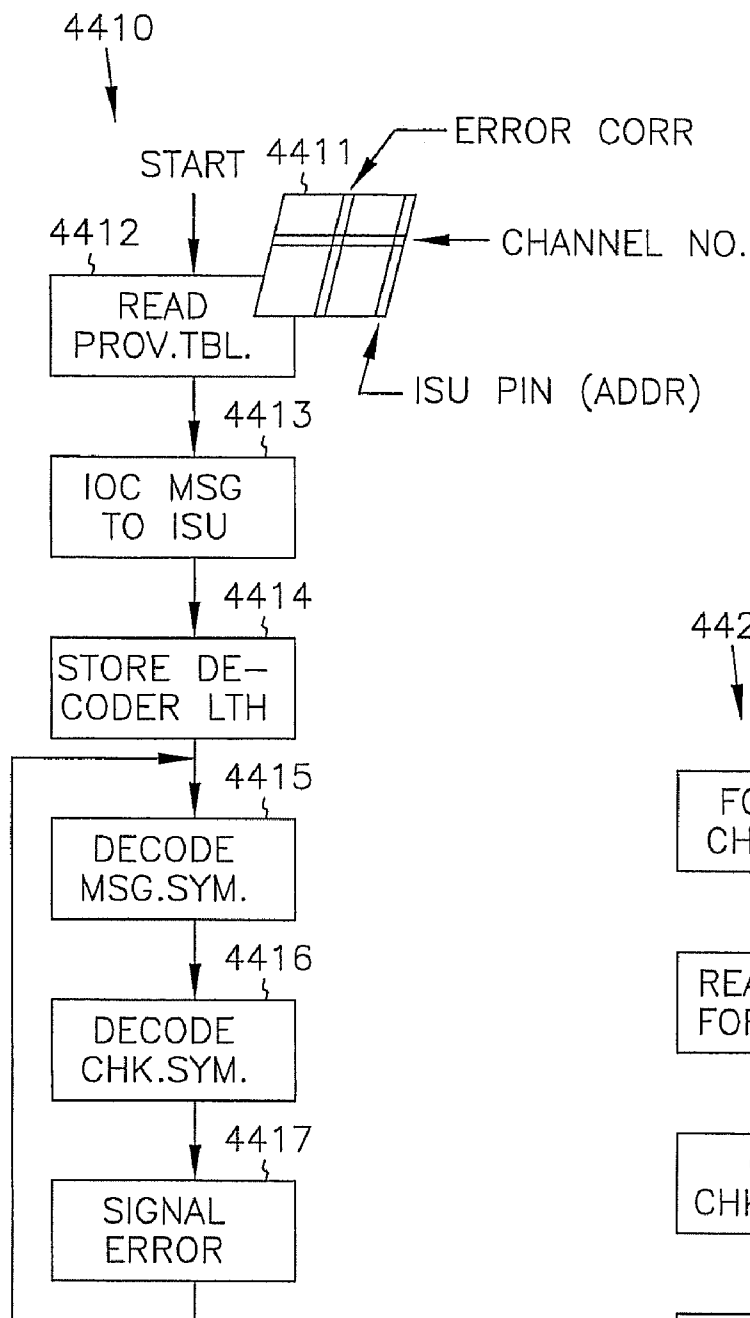 4410
START
4411
ERROR CORR
CHANNEL NO.
ISU PIN (ADDR)
4412
READ
PROV.TBL.
4413
IOC MSG
TO ISU
4414
STORE DE-
CODER LTH
4415
DECODE
MSG.SYM.
4416
DECODE
CHK.SYM.
4417
SIGNAL
ERROR